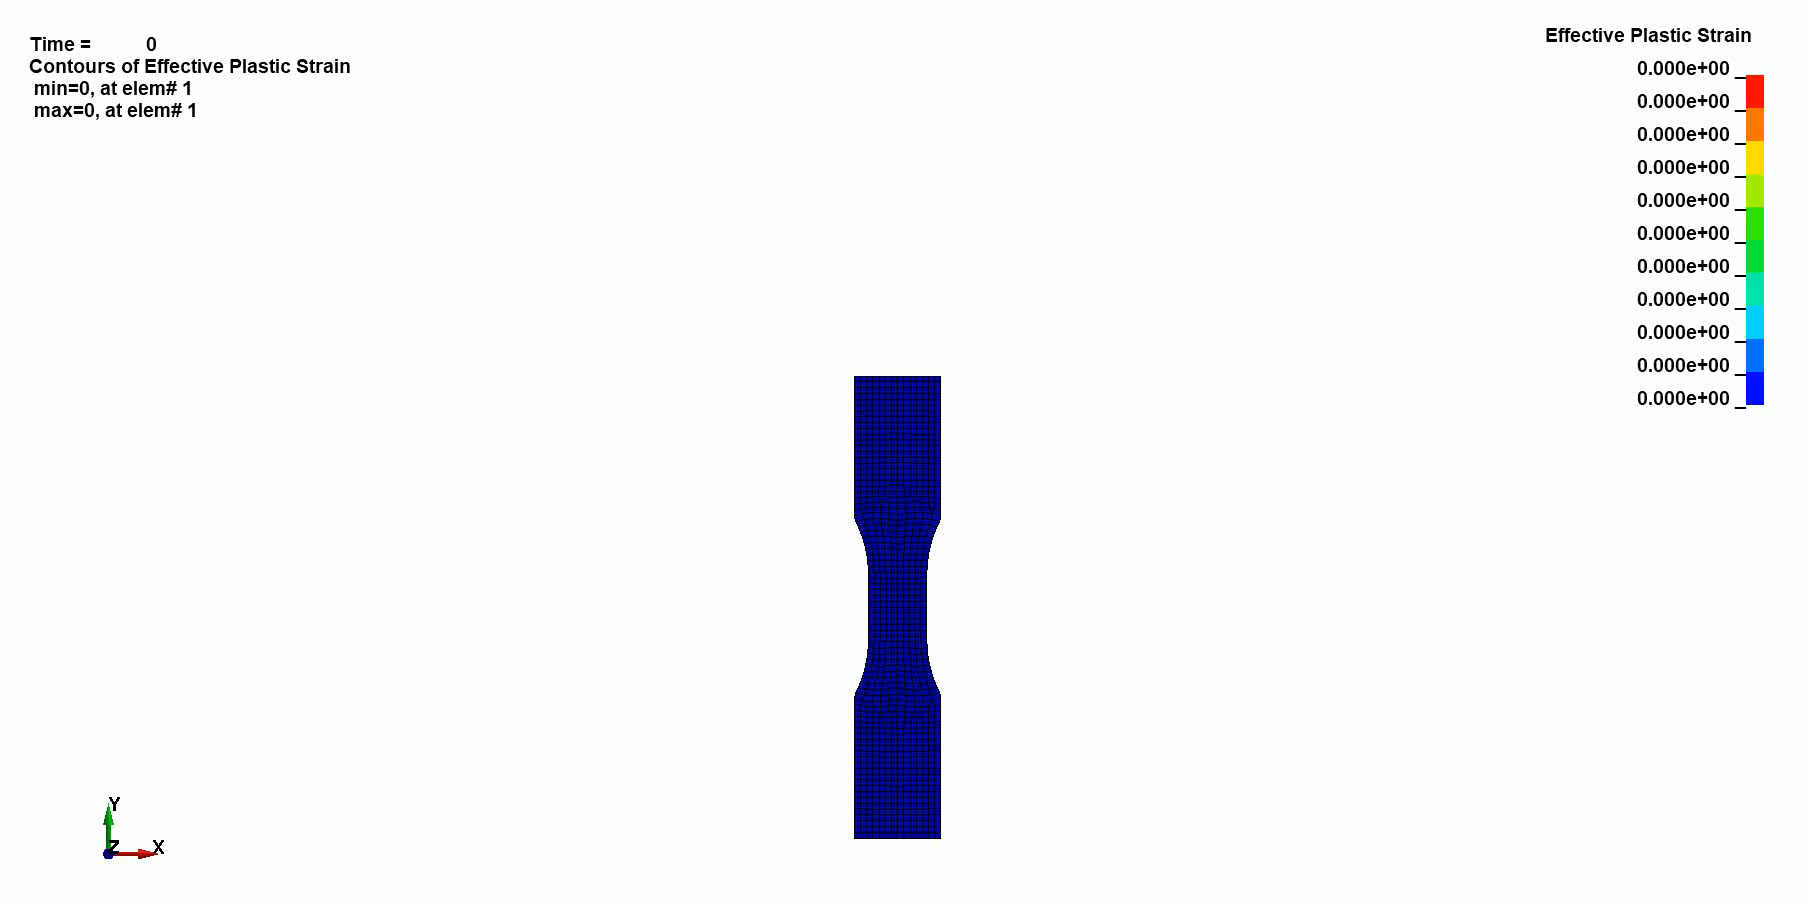 Time =          0
Contours of Effective Plastic Strain
min=0, at elem# 1
max=0, at elem# 1
Effective Plastic Strain
0.000e+00
0.000e+00
0.000e+00
0.000e+00
0.000e+00
0.000e+00
0.000e+00
0.000e+00
0.000e+00
0.000e+00
0.000e+00
Y
Z
X